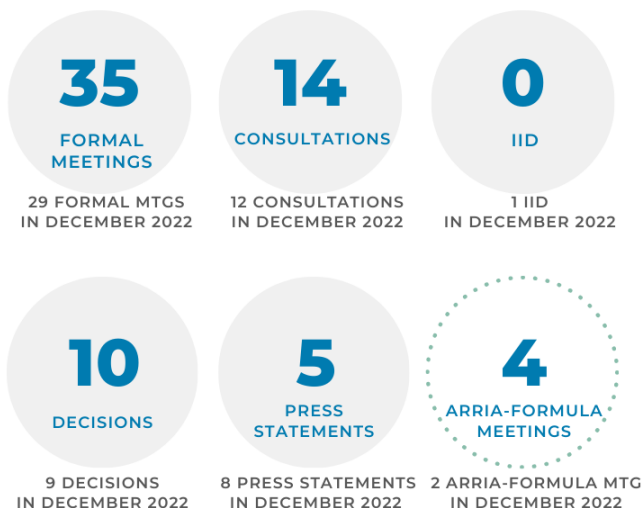 35
FORMAL
MEETINGS
29 FORMAL MTGS
IN DECEMBER 2022
14
CONSULTATIONS
12 CONSULTATIONS
IN DECEMBER 2022
0
IID
1 IID
IN DECEMBER 2022
10
DECISIONS
9 DECISIONS
IN DECEMBER 2022
5
PRESS
STATEMENTS
8 PRESS STATEMENTS
IN DECEMBER 2022
4
ARRIA-FORMULA
MEETINGS
2 ARRIA-FORMULA MTG
IN DECEMBER 2022